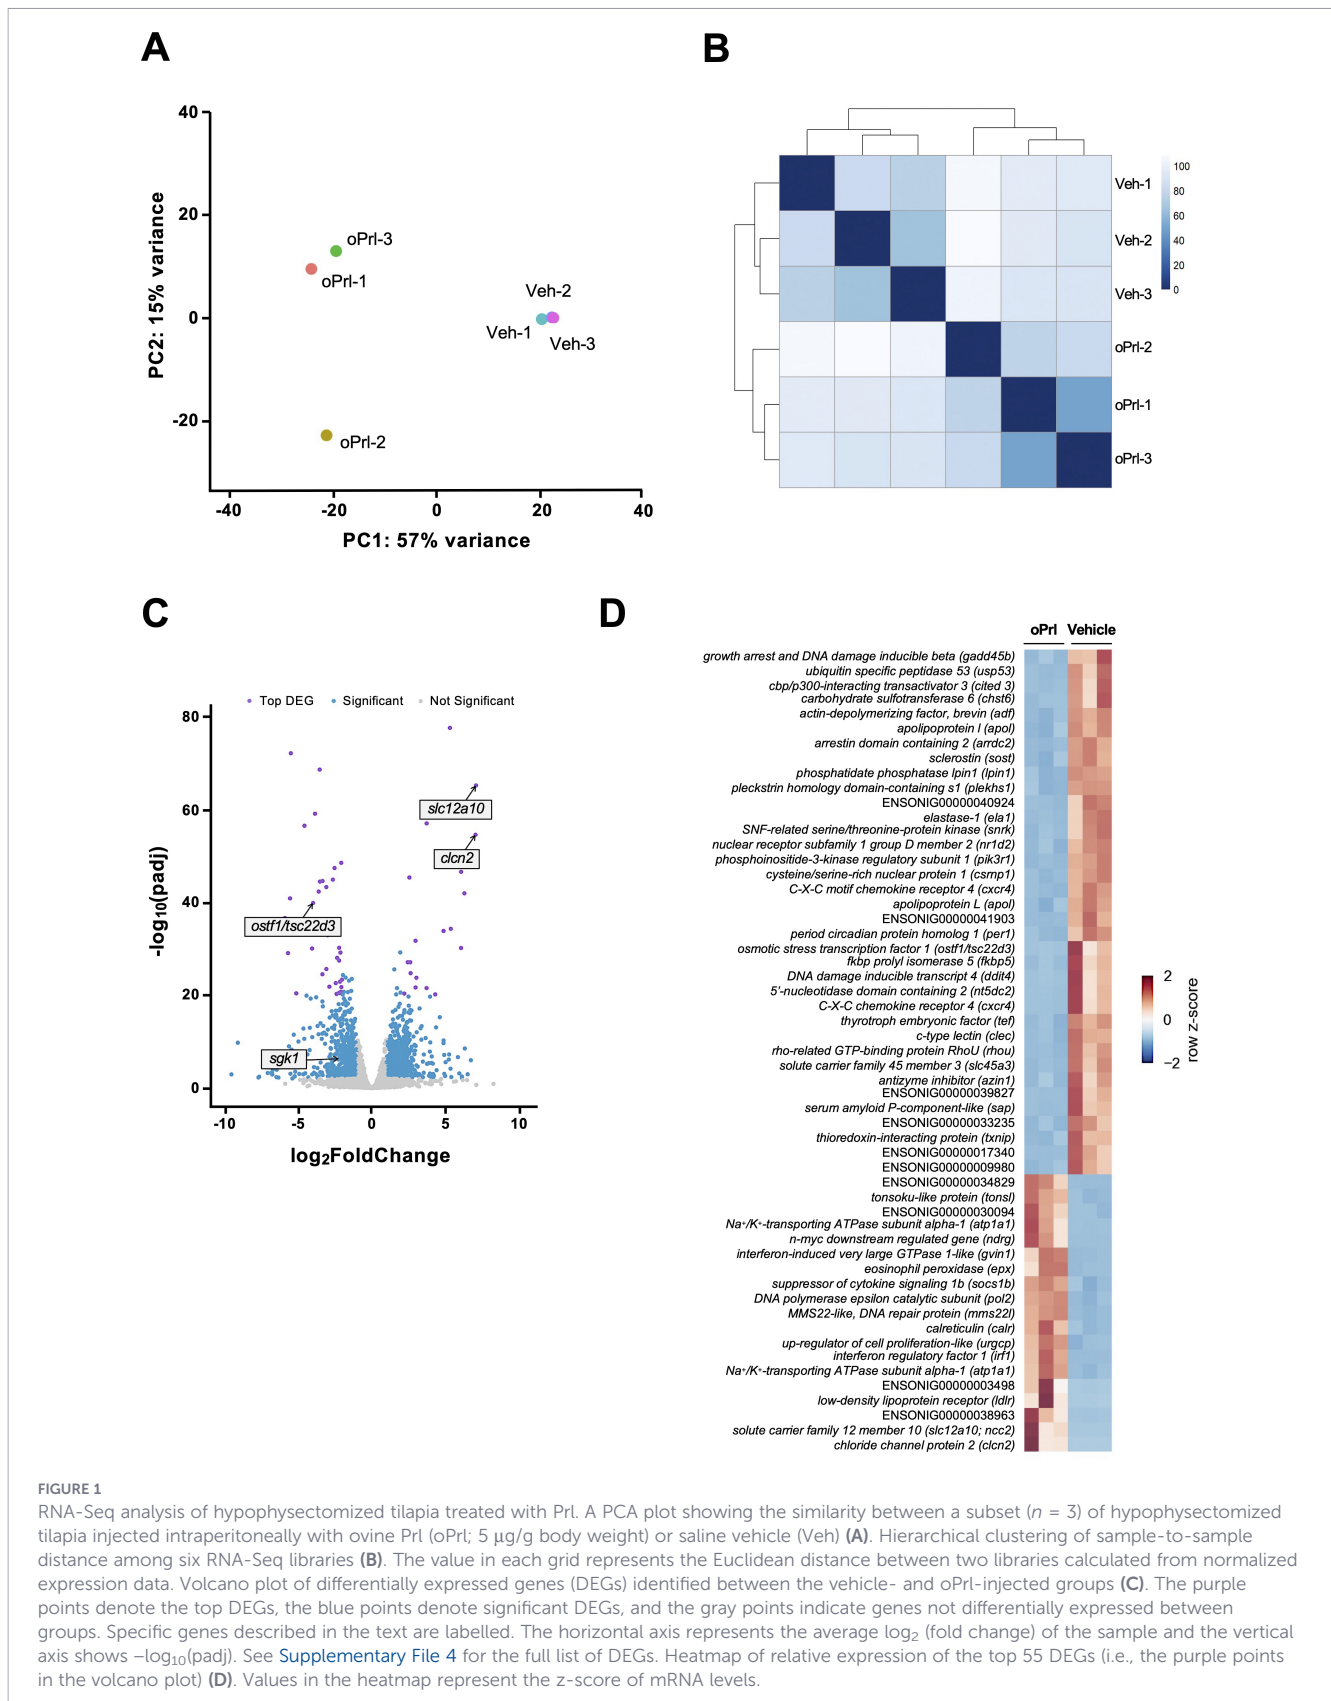 A
40
20
0
-20
-40
-20
0
20
40
PC2: 15% variance
PC1: 57% variance
oPrl-3
oPrl-1
oPrl-2
Veh-2
Veh-1
Veh-3
B
Veh-1
Veh-2
Veh-3
oPrl-2
oPrl-1
oPrl-3
100
80
60
40
20
0
C
Top DEG
Significant
Not Significant
80
60
40
20
0
-10
-5
0
5
10
-log10(padj)
log2FoldChange
slc12a10
clcn2
ostf1/tsc22d3
sgk1
D
oPrl Vehicle
growth arrest and DNA damage inducible beta (gadd45b)
ubiquitin specific peptidase 53 (usp53)
cbp/p300-interacting transactivator 3 (cited 3)
carbohydrate sulfotransferase 6 (chst6)
actin-depolymerizing factor, brevin (adf)
apolipoprotein l (apol)
arrestin domain containing 2 (arrdc2)
sclerostin (sost)
phosphatidate phosphatase lpin1 (lpin1)
pleckstrin homology domain-containing s1 (plekhs1)
ENSONIG00000040924
elastase-1 (ela1)
SNF-related serine/threonine-protein kinase (snrk)
nuclear receptor subfamily 1 group D member 2 (nr1d2)
phosphoinositide-3-kinase regulatory subunit 1 (pik3r1)
cysteine/serine-rich nuclear protein 1 (csrnp1)
C-X-C motif chemokine receptor 4 (cxcr4)
apolipoprotein L (apol)
ENSONIG00000041903
period circadian protein homolog 1 (per1)
osmotic stress transcription factor 1 (ostf1/tsc22d3)
fkbp prolyl isomerase 5 (fkbp5)
DNA damage inducible transcript 4 (ddit4)
5'-nucleotidase domain containing 2 (nt5dc2)
C-X-C chemokine receptor 4 (cxcr4)
thyrotroph embryonic factor (tef)
c-type lectin (clec)
rho-related GTP-binding protein RhoU (rhou)
solute carrier family 45 member 3 (slc45a3)
antizyme inhibitor (azin1)
ENSONIG00000039827
serum amyloid P-component-like (sap)
ENSONIG00000033235
thioredoxin-interacting protein (txnip)
ENSONIG00000017340
ENSONIG00000009980
ENSONIG00000034829
tonsoku-like protein (tonsl)
ENSONIG00000030094
Na+/K+-transporting ATPase subunit alpha-1 (atp1a1)
n-myc downstream regulated gene (ndrg)
interferon-induced very large GTPase 1-like (gvin1)
eosinophil peroxidase (epx)
suppressor of cytokine signaling 1b (socs1b)
DNA polymerase epsilon catalytic subunit (pol2)
MMS22-like, DNA repair protein (mms22l)
calreticulin (calr)
up-regulator of cell proliferation-like (urgcp)
interferon regulatory factor 1 (irf1)
Na+/K+-transporting ATPase subunit alpha-1 (atp1a1)
ENSONIG00000003498
low-density lipoprotein receptor (ldlr)
ENSONIG00000038963
solute carrier family 12 member 10 (slc12a10; ncc2)
chloride channel protein 2 (clcn2)
2
1
0
−1
−2
row z-score
FIGURE 1
RNA-Seq analysis of hypophysectomized tilapia treated with Prl. A PCA plot showing the similarity between a subset (n = 3) of hypophysectomized
tilapia injected intraperitoneally with ovine Prl (oPrl; 5 μg/g body weight) or saline vehicle (Veh) (A). Hierarchical clustering of sample-to-sample
distance among six RNA-Seq libraries (B). The value in each grid represents the Euclidean distance between two libraries calculated from normalized
expression data. Volcano plot of differentially expressed genes (DEGs) identified between the vehicle- and oPrl-injected groups (C). The purple
points denote the top DEGs, the blue points denote significant DEGs, and the gray points indicate genes not differentially expressed between
groups. Specific genes described in the text are labelled. The horizontal axis represents the average log2 (fold change) of the sample and the vertical
axis shows –log10(padj). See Supplementary File 4 for the full list of DEGs. Heatmap of relative expression of the top 55 DEGs (i.e., the purple points
in the volcano plot) (D). Values in the heatmap represent the z-score of mRNA levels.